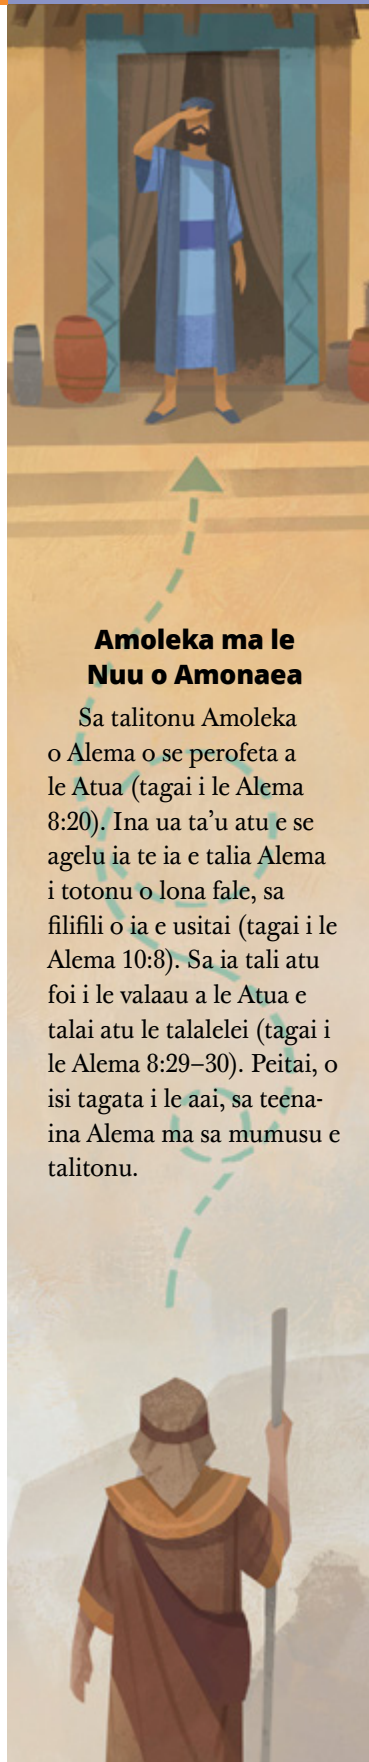 Amoleka ma le
Nuu o Amonaea
Sa talitonu Amoleka
o Alema o se perofeta a
le Atua (tagai i le Alema
8:20). Ina ua ta’u atu e se
agelu ia te ia e talia Alema
i totonu o lona fale, sa
filifili o ia e usitai (tagai i le
Alema 10:8). Sa ia tali atu
foi i le valaau a le Atua e
talai atu le talalelei (tagai i
le Alema 8:29–30). Peitai, o
isi tagata i le aai, sa teena-
ina Alema ma sa mumusu e
talitonu.